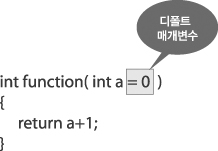 디폴트
매개변수
int function( int a = 0 )
{
return a+1;
}